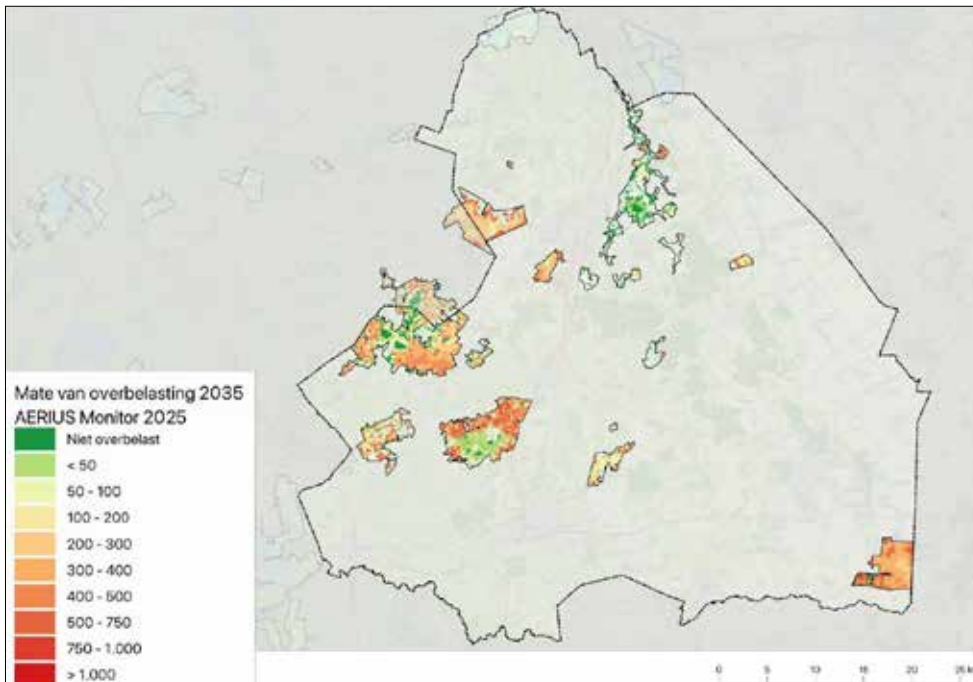 Mate van overbelasting 2035
AERIUS Monitor 2025
Niet overbelast
< 50
50 - 100
100 - 200
200 - 300
300 - 400
400 - 500
500 - 750
750 - 1.000
> 1.000
0 5 10 15 20 25 k